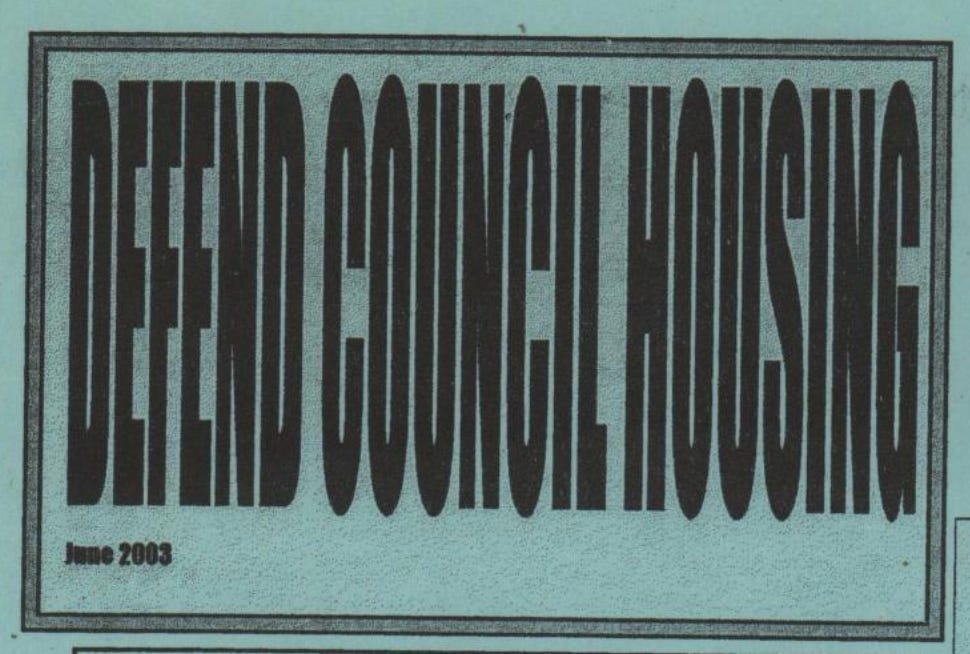 DEFEND COUNCIL HOUSING
June 2003